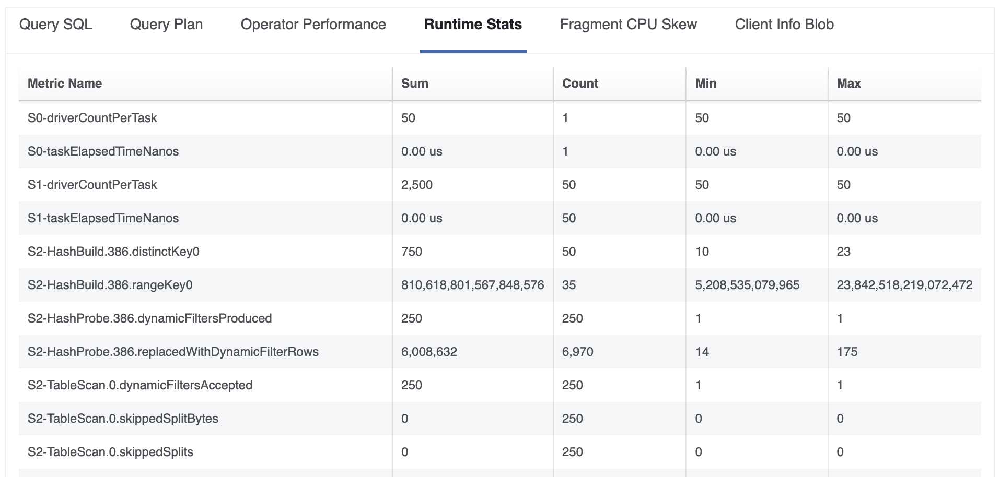 Query SQL Query Plan Operator Performance Runtime Stats Fragment CPU Skew Client Info Blob
Metric Name Sum Count Min Max
S0-driverCountPerTask 50 1 50 50
S0-taskElapsedTimeNanos 0.00 us 1 0.00 us 0.00 us
S1-driverCountPerTask 2,500 50 50 50
S1-taskElapsedTimeNanos 0.00 us 50 0.00 us 0.00 us
S2-HashBuild.386.distinctKey0 750 50 10 23
S2-HashBuild.386.rangeKey0 810,618,801,567,848,576 35 5,208,535,079,965 23,842,518,219,072,472
S2-HashProbe.386.dynamicFiltersProduced 250 250 1 1
S2-HashProbe.386.replacedWithDynamicFilterRows 6,008,632 6,970 14 175
S2-TableScan.0.dynamicFiltersAccepted 250 250 1 1
S2-TableScan.0.skippedSplitBytes 0 250 0 0
S2-TableScan.0.skippedSplits 0 250 0 0